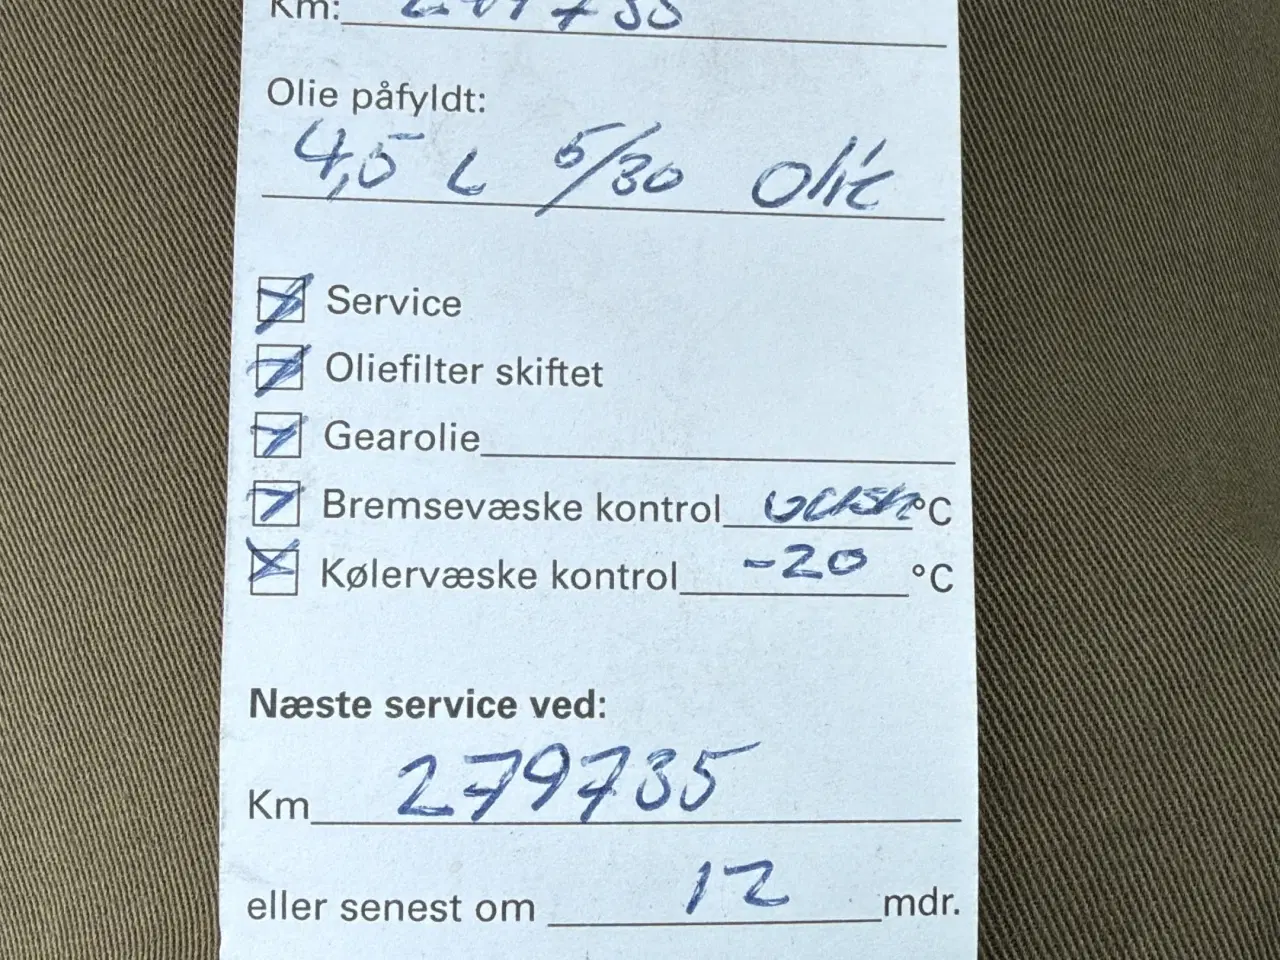 Km:
Olie påfyldt:
4,5 L 5/30 Olie
Service
Oliefilter skiftet
Gearolie
Bremsevæske kontrol °C
Kølervæske kontrol -20 °C
Næste service ved:
Km 279735
eller senest om 12 mdr.